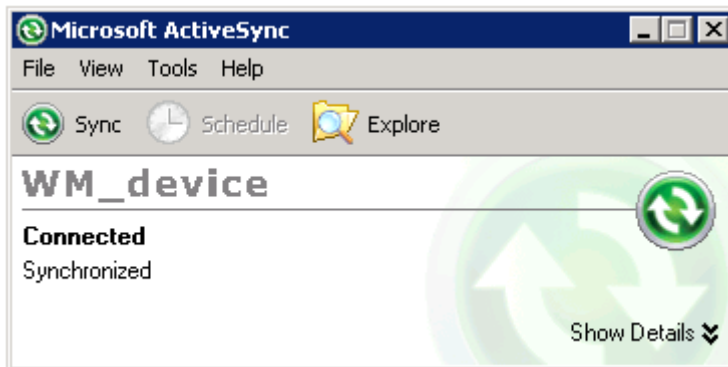 Microsoft ActiveSync
File View Tools Help
Sync Schedule Explore
WM_device
Connected
Synchronized
Show Details